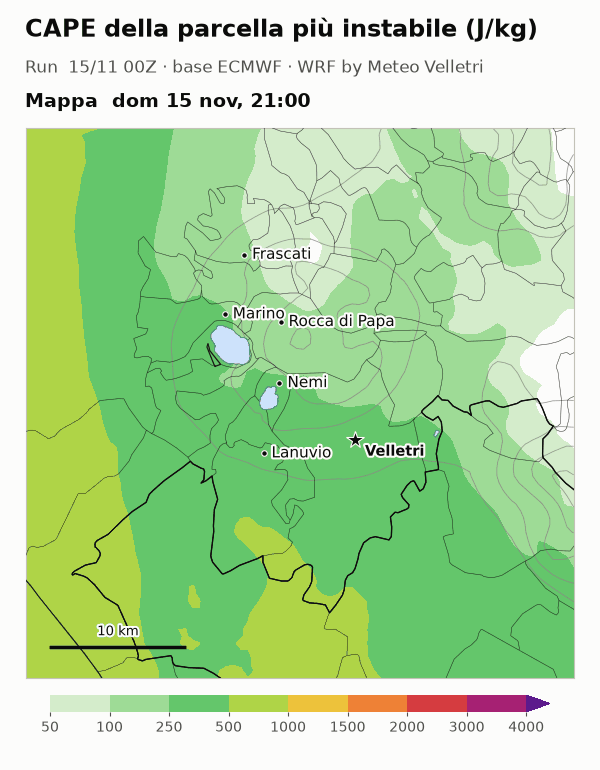 CAPE della parcella più instabile (J/kg)
Run 15/11 00Z · base ECMWF · WRF by Meteo Velletri
Mappa dom 15 nov, 21:00
Frascati
Marino
Rocca di Papa
Nemi
Velletri
Lanuvio
10 km
50 100 250 500 1000 1500 2000 3000 4000